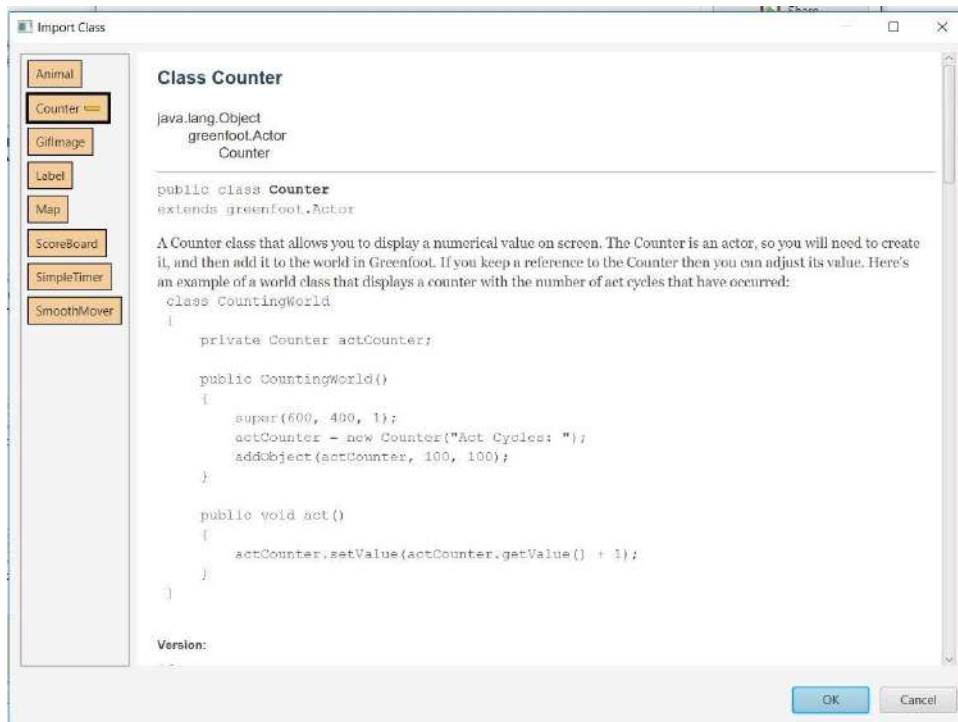 Share
Import Class
Animal
Counter
GifImage
Label
Map
ScoreBoard
SimpleTimer
SmoothMover
Class Counter
java.lang.Object
greenfoot.Actor
Counter
public class Counter
extends greenfoot.Actor
A Counter class that allows you to display a numerical value on screen. The Counter is an actor, so you will need to create
it, and then add it to the world in Greenfoot. If you keep a reference to the Counter then you can adjust its value. Here's
an example of a world class that displays a counter with the number of act cycles that have occurred:
class CountingWorld
{
private Counter actCounter;
public CountingWorld()
{
super(600, 400, 1);
actCounter = new Counter("Act Cycles: ");
addObject(actCounter, 100, 100);
}
public void act()
{
actCounter.setValue(actCounter.getValue() + 1);
}
}
Version:
OK
Cancel